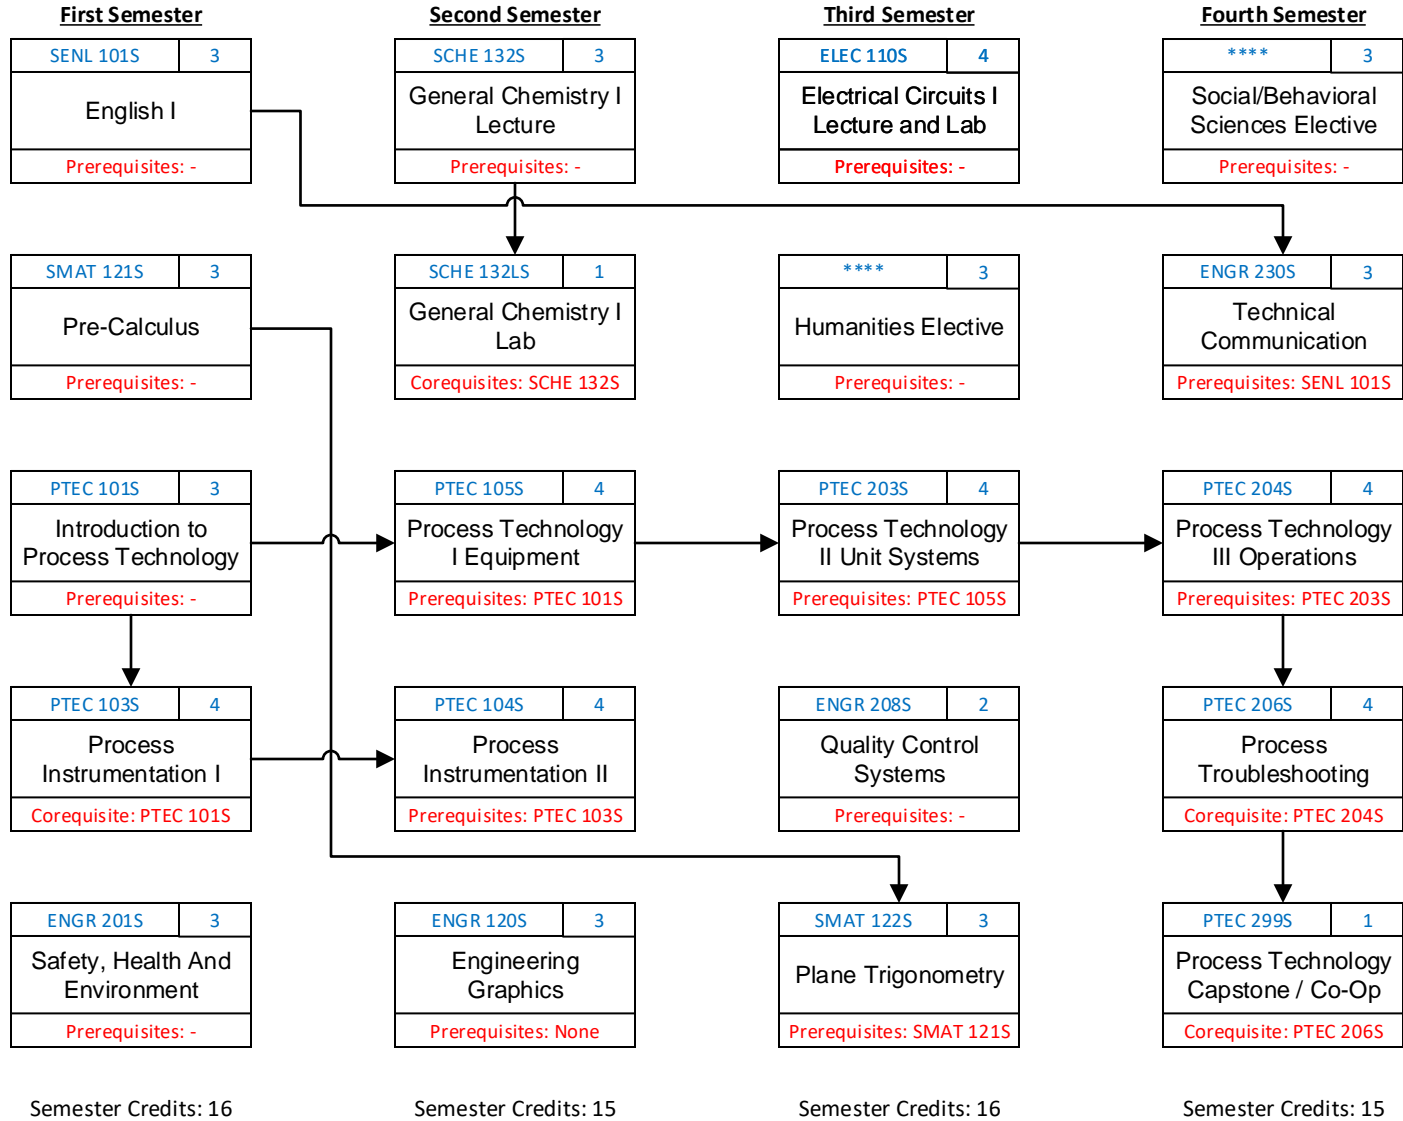 First Semester
Second Semester
Third Semester
Fourth Semester
SENL 101S 3
English I
Prerequisites: -
SCHE 132S 3
General Chemistry I
Lecture
Prerequisites: -
ELEC 110S 4
Electrical Circuits I
Lecture and Lab
Prerequisites: -
**** 3
Social/Behavioral
Sciences Elective
Prerequisites: -
SMAT 121S 3
Pre-Calculus
Prerequisites: -
SCHE 132LS 1
General Chemistry I
Lab
Corequisites: SCHE 132S
**** 3
Humanities Elective
Prerequisites: -
ENGR 230S 3
Technical
Communication
Prerequisites: SENL 101S
PTEC 101S 3
Introduction to
Process Technology
Prerequisites: -
PTEC 105S 4
Process Technology
I Equipment
Prerequisites: PTEC 101S
PTEC 203S 4
Process Technology
II Unit Systems
Prerequisites: PTEC 105S
PTEC 204S 4
Process Technology
III Operations
Prerequisites: PTEC 203S
PTEC 103S 4
Process
Instrumentation I
Corequisite: PTEC 101S
PTEC 104S 4
Process
Instrumentation II
Prerequisites: PTEC 103S
ENGR 208S 2
Quality Control
Systems
Prerequisites: -
PTEC 206S 4
Process
Troubleshooting
Corequisite: PTEC 204S
ENGR 201S 3
Safety, Health And
Environment
Prerequisites: -
ENGR 120S 3
Engineering
Graphics
Prerequisites: None
SMAT 122S 3
Plane Trigonometry
Prerequisites: SMAT 121S
PTEC 299S 1
Process Technology
Capstone / Co-Op
Corequisite: PTEC 206S
Semester Credits: 16
Semester Credits: 15
Semester Credits: 16
Semester Credits: 15